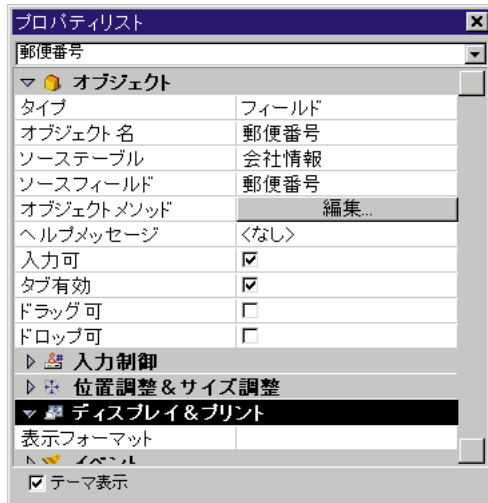 プロパティリスト
郵便番号
オブジェクト
タイプ フィールド
オブジェクト名 郵便番号
ソーステーブル 会社情報
ソースフィールド 郵便番号
オブジェクトメソッド 編集...
ヘルプメッセージ <なし>
入力可
タブ有効
ドラッグ可
ドロップ可
入力制御
位置調整&サイズ調整
ディスプレイ&プリント
表示フォーマット
イベント
テーマ表示